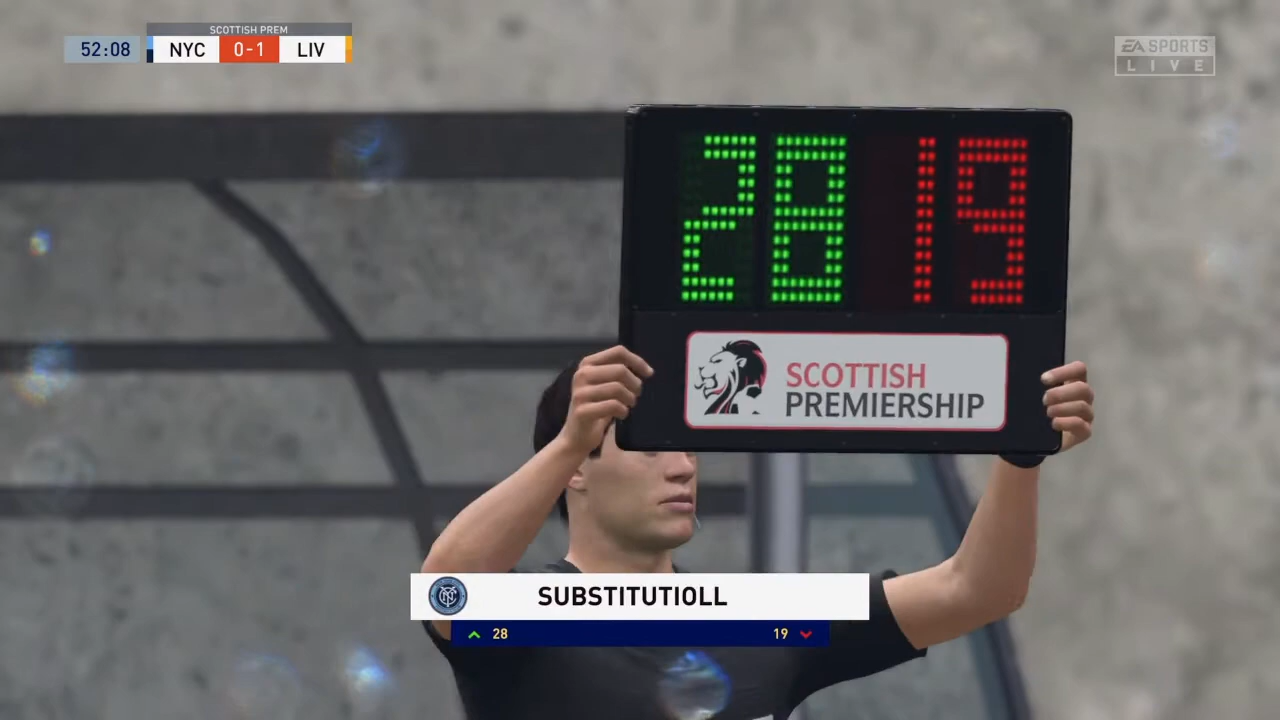 SCOTTISH PREM
52:08 NYC 0-1 LIV
EA SPORTS
LIVE
28 19
SCOTTISH
PREMIERSHIP
SUBSTITUTIOLL
28 19